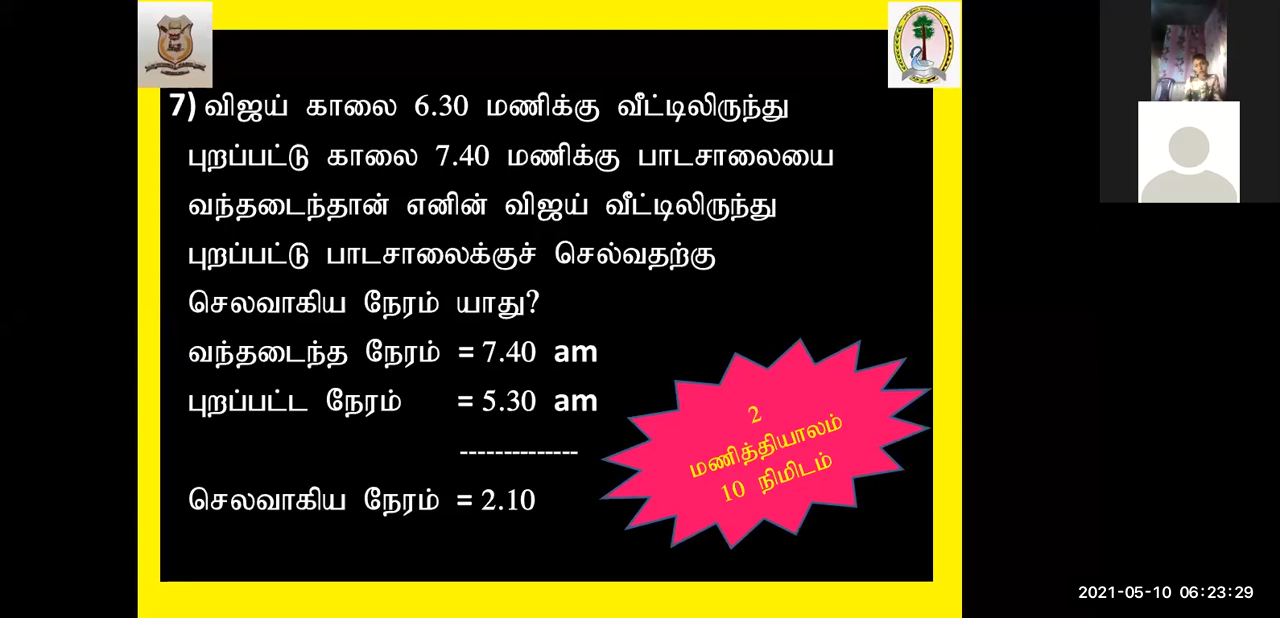 7) விஜய் காலை 6.30 மணிக்கு வீட்டிலிருந்து
புறப்பட்டு காலை 7.40 மணிக்கு பாடசாலையை
வந்தடைந்தான் எனின் விஜய் வீட்டிலிருந்து
புறப்பட்டு பாடசாலைக்குச் செல்வதற்கு
செலவாகிய நேரம் யாது?
வந்தடைந்த நேரம் = 7.40 am
புறப்பட்ட நேரம் = 5.30 am
--------------
செலவாகிய நேரம் = 2.10
2
மணித்தியாலம்
10 நிமிடம்
2021-05-10 06:23:29